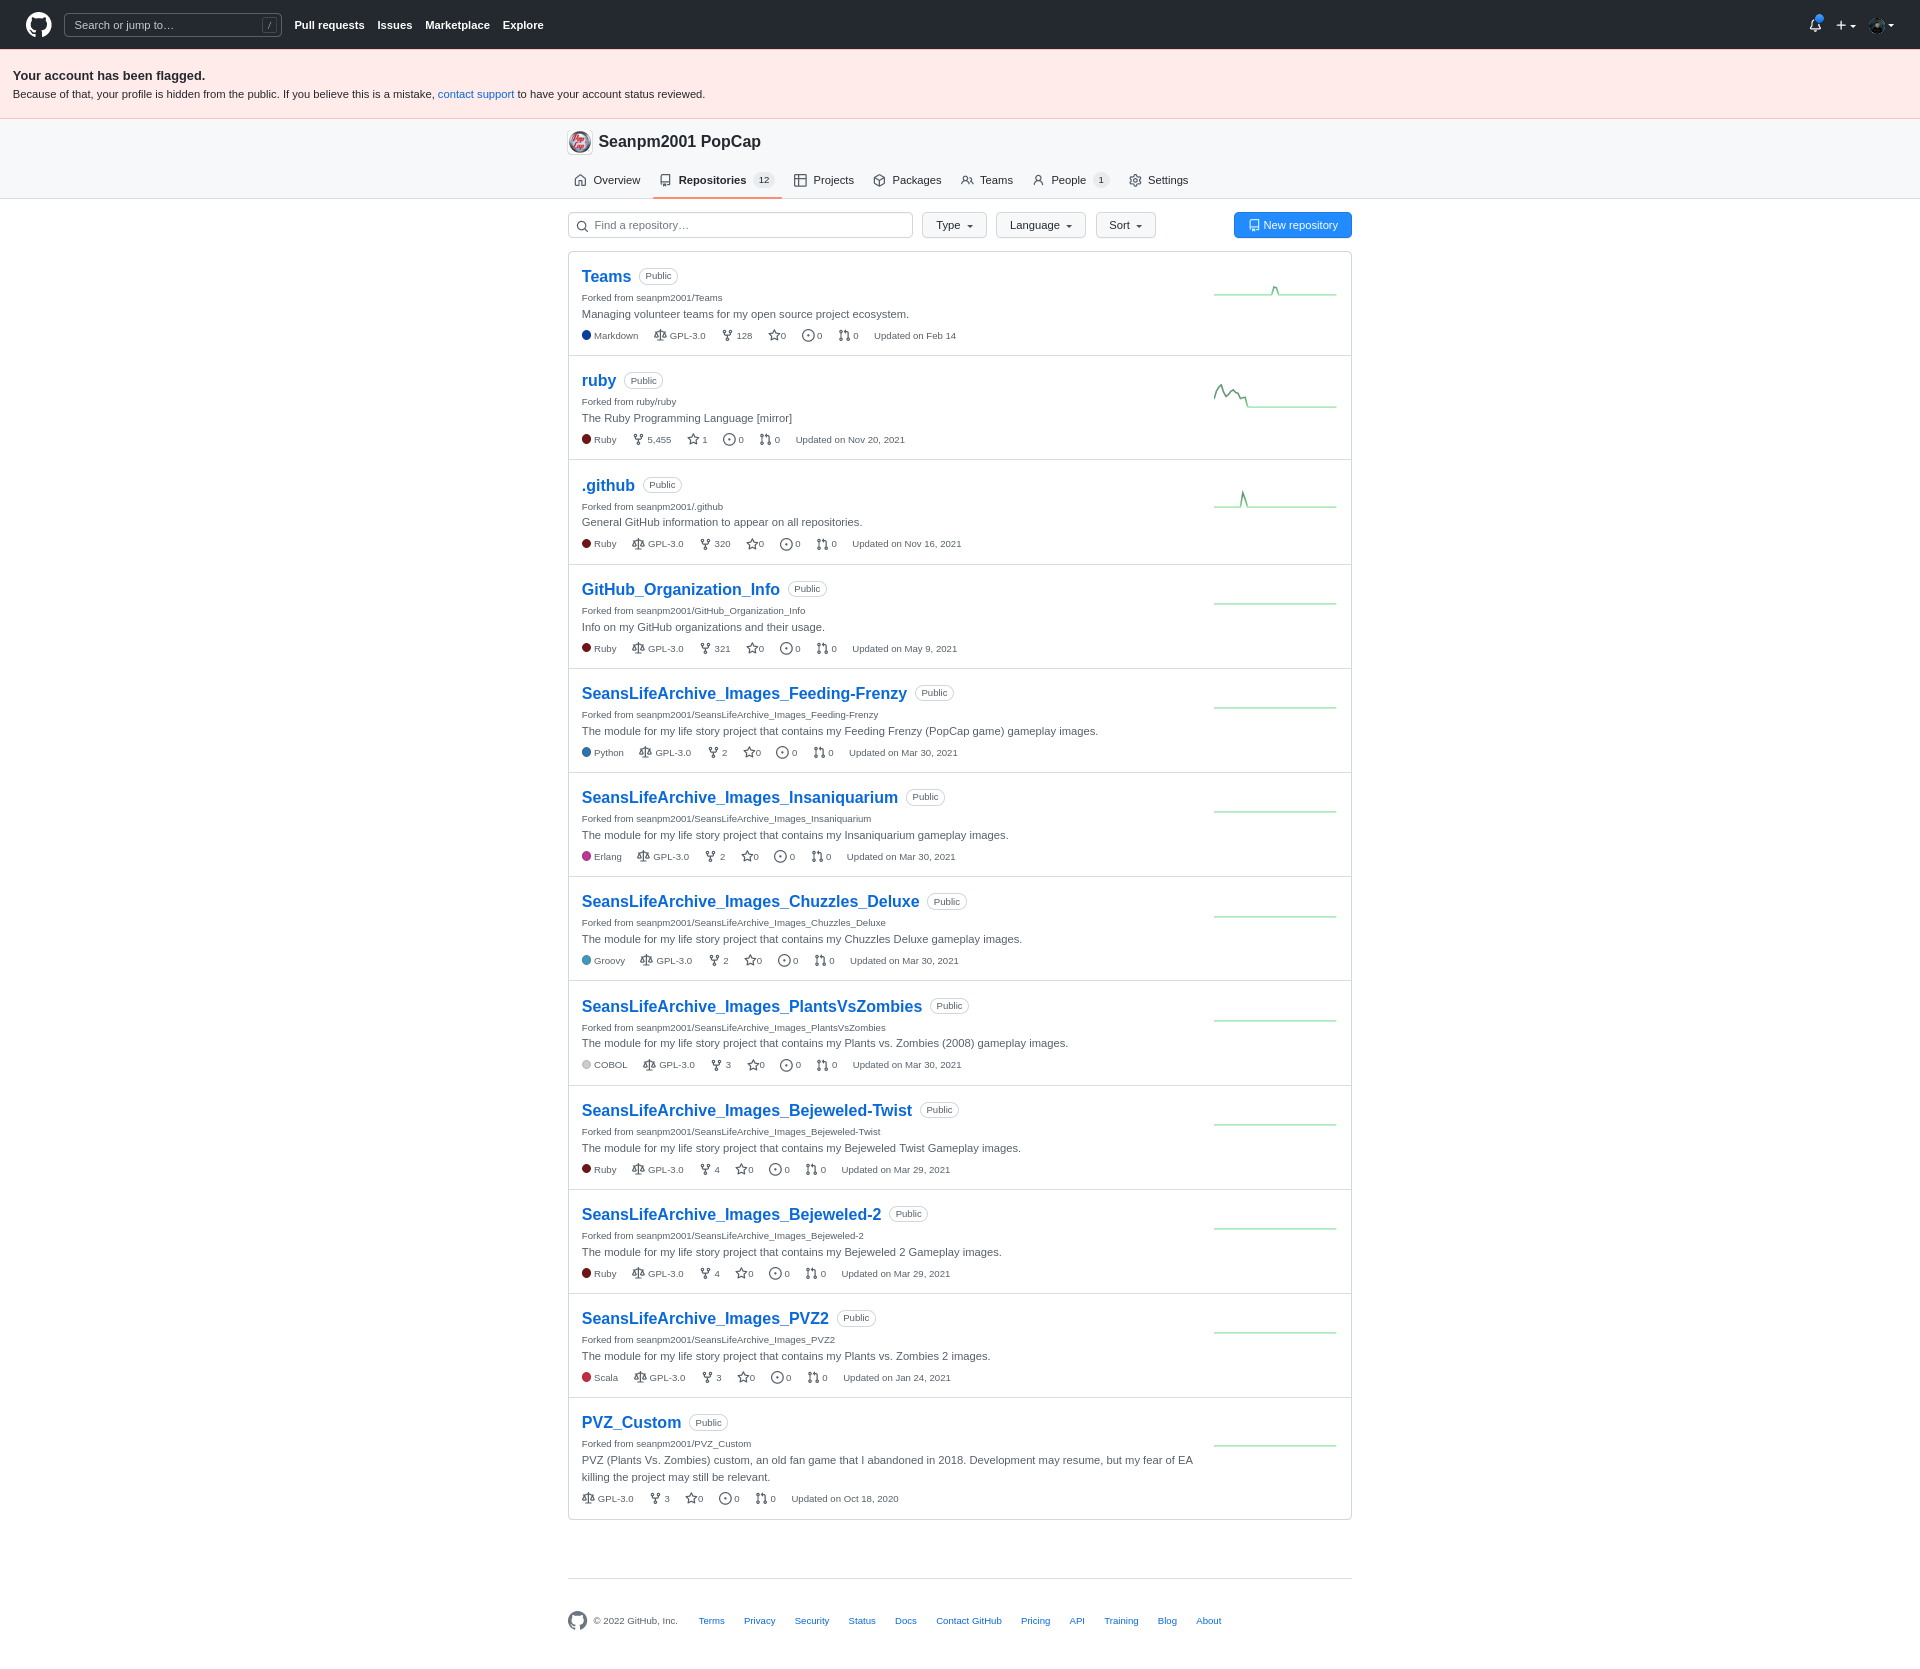 Search or jump to… /
Pull requests Issues Marketplace Explore
Your account has been flagged.
Because of that, your profile is hidden from the public. If you believe this is a mistake, contact support to have your account status reviewed.
Pop Cap
Seanpm2001 PopCap
Overview Repositories 12 Projects Packages Teams People 1 Settings
Find a repository… Type Language Sort New repository
Teams Public
Forked from seanpm2001/Teams
Managing volunteer teams for my open source project ecosystem.
Markdown GPL-3.0 128 0 0 0 Updated on Feb 14
ruby Public
Forked from ruby/ruby
The Ruby Programming Language [mirror]
Ruby 5,455 1 0 0 Updated on Nov 20, 2021
.github Public
Forked from seanpm2001/.github
General GitHub information to appear on all repositories.
Ruby GPL-3.0 320 0 0 0 Updated on Nov 16, 2021
GitHub_Organization_Info Public
Forked from seanpm2001/GitHub_Organization_Info
Info on my GitHub organizations and their usage.
Ruby GPL-3.0 321 0 0 0 Updated on May 9, 2021
SeansLifeArchive_Images_Feeding-Frenzy Public
Forked from seanpm2001/SeansLifeArchive_Images_Feeding-Frenzy
The module for my life story project that contains my Feeding Frenzy (PopCap game) gameplay images.
Python GPL-3.0 2 0 0 0 Updated on Mar 30, 2021
SeansLifeArchive_Images_Insaniquarium Public
Forked from seanpm2001/SeansLifeArchive_Images_Insaniquarium
The module for my life story project that contains my Insaniquarium gameplay images.
Erlang GPL-3.0 2 0 0 0 Updated on Mar 30, 2021
SeansLifeArchive_Images_Chuzzles_Deluxe Public
Forked from seanpm2001/SeansLifeArchive_Images_Chuzzles_Deluxe
The module for my life story project that contains my Chuzzles Deluxe gameplay images.
Groovy GPL-3.0 2 0 0 0 Updated on Mar 30, 2021
SeansLifeArchive_Images_PlantsVsZombies Public
Forked from seanpm2001/SeansLifeArchive_Images_PlantsVsZombies
The module for my life story project that contains my Plants vs. Zombies (2008) gameplay images.
COBOL GPL-3.0 3 0 0 0 Updated on Mar 30, 2021
SeansLifeArchive_Images_Bejeweled-Twist Public
Forked from seanpm2001/SeansLifeArchive_Images_Bejeweled-Twist
The module for my life story project that contains my Bejeweled Twist Gameplay images.
Ruby GPL-3.0 4 0 0 0 Updated on Mar 29, 2021
SeansLifeArchive_Images_Bejeweled-2 Public
Forked from seanpm2001/SeansLifeArchive_Images_Bejeweled-2
The module for my life story project that contains my Bejeweled 2 Gameplay images.
Ruby GPL-3.0 4 0 0 0 Updated on Mar 29, 2021
SeansLifeArchive_Images_PVZ2 Public
Forked from seanpm2001/SeansLifeArchive_Images_PVZ2
The module for my life story project that contains my Plants vs. Zombies 2 images.
Scala GPL-3.0 3 0 0 0 Updated on Jan 24, 2021
PVZ_Custom Public
Forked from seanpm2001/PVZ_Custom
PVZ (Plants Vs. Zombies) custom, an old fan game that I abandoned in 2018. Development may resume, but my fear of EA
killing the project may still be relevant.
GPL-3.0 3 0 0 0 Updated on Oct 18, 2020
© 2022 GitHub, Inc. Terms Privacy Security Status Docs Contact GitHub Pricing API Training Blog About